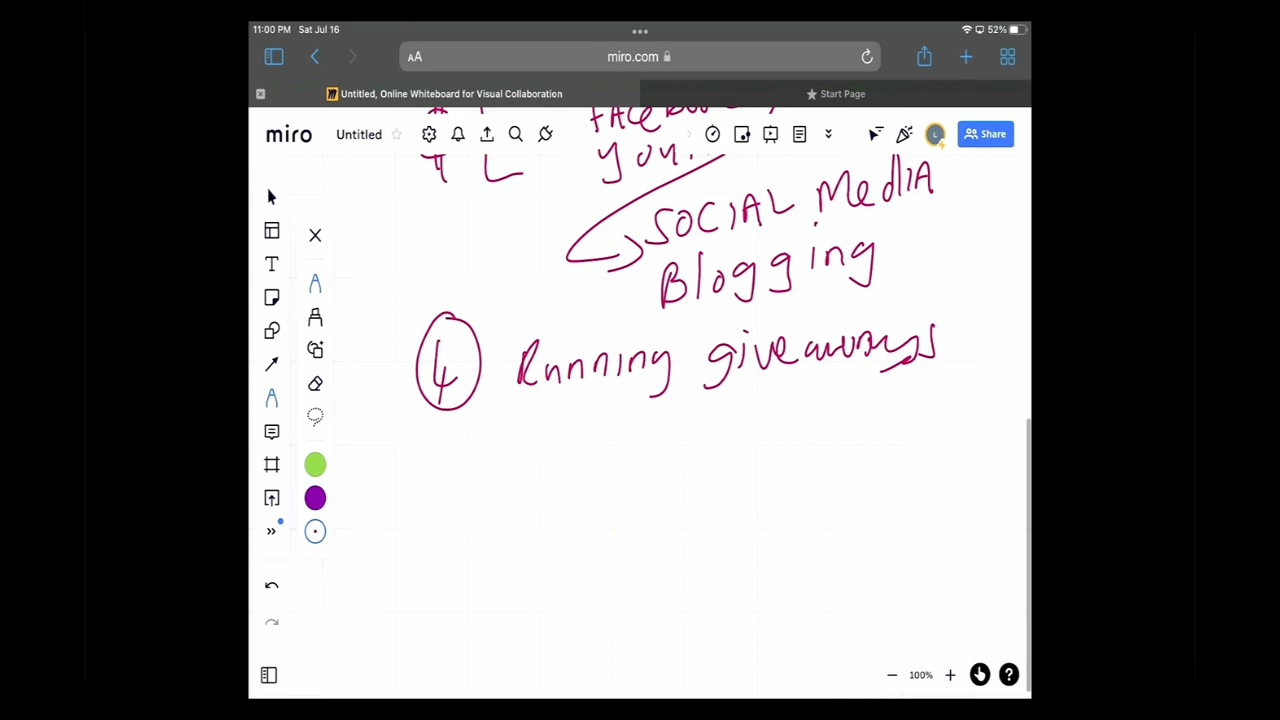 11:00 PM Sat Jul 16
52%
AA miro.com
Untitled, Online Whiteboard for Visual Collaboration
Start Page
miro Untitled
Share
You.
SOCIAL MediA
Blogging
4 Running giveaways
100%